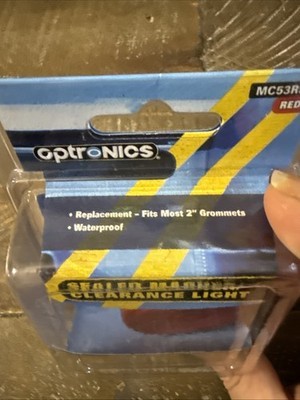 MC53R
RED
OPTRONICS
• Replacement – Fits Most 2" Grommets
• Waterproof
SEALED MARKER/
CLEARANCE LIGHT